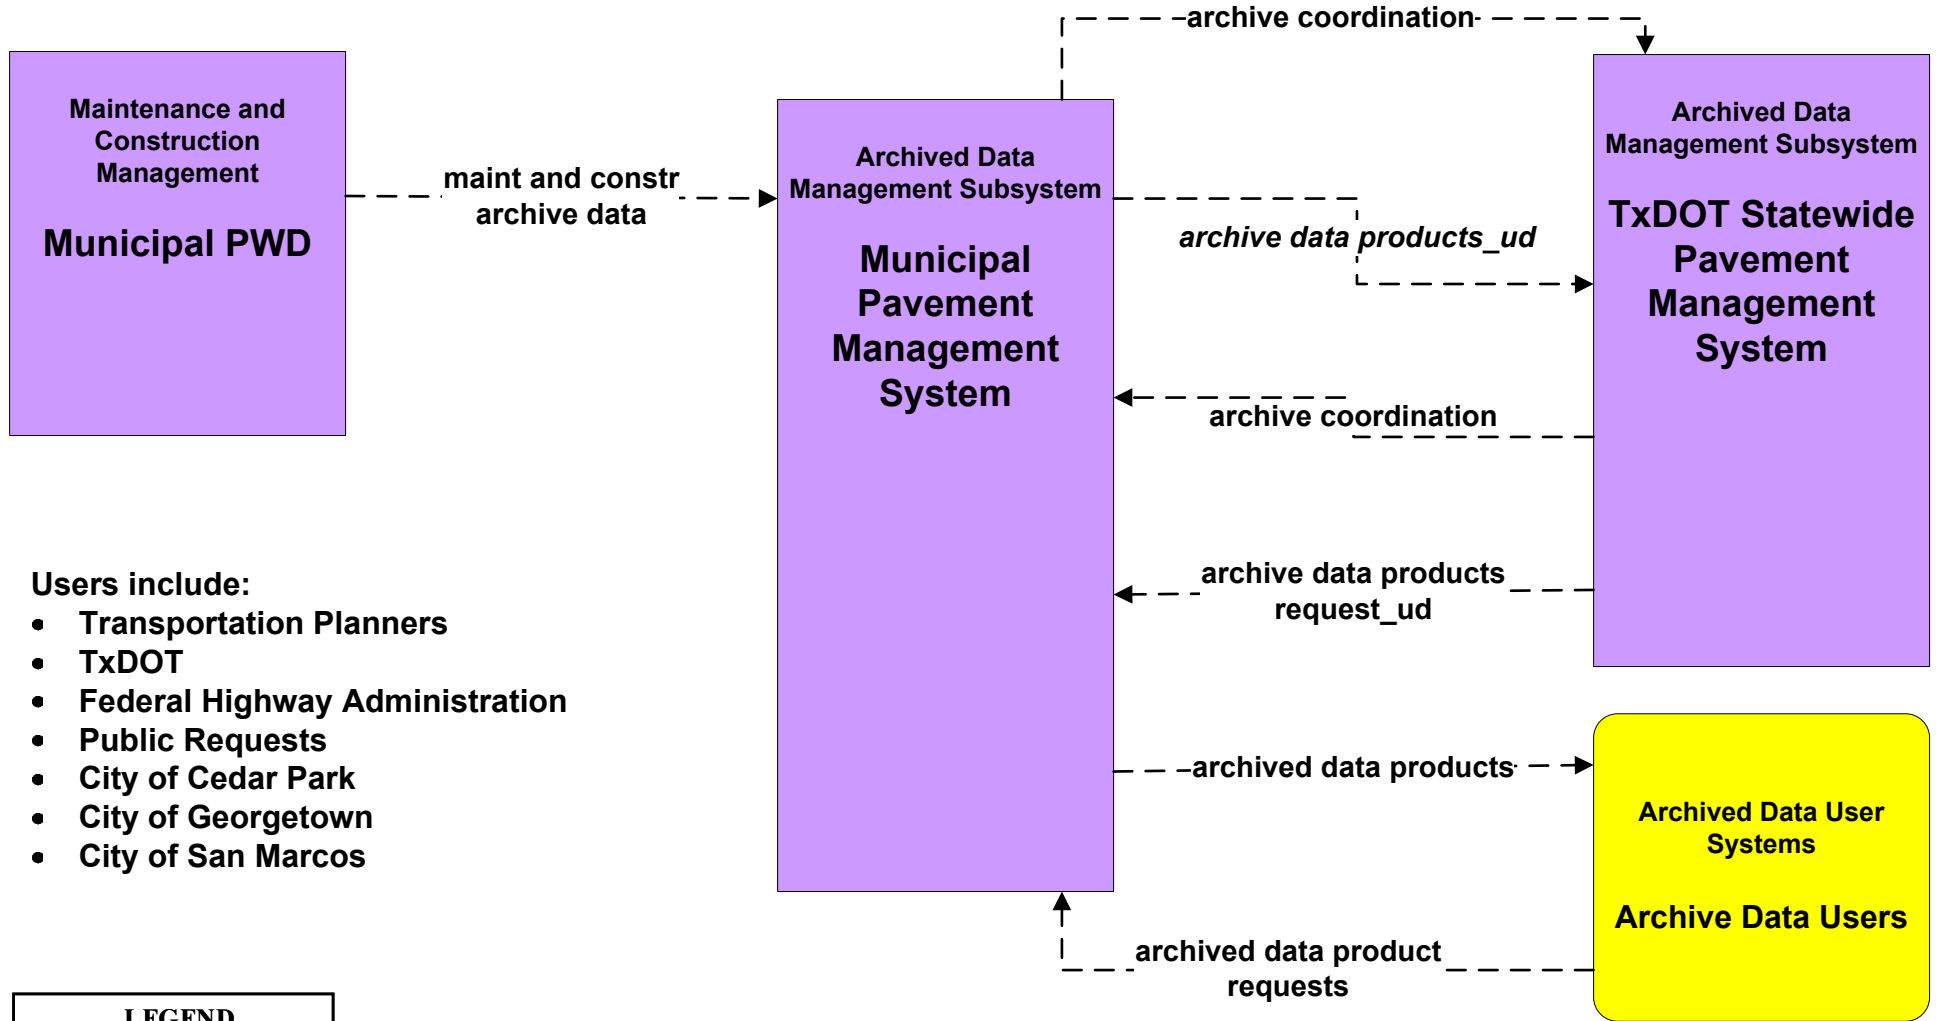 archive coordination
Maintenance and
Construction
Management
Municipal PWD
maint and constr
archive data
Archived Data
Management Subsystem
Municipal
Pavement
Management
System
archive data products_ud
Archived Data
Management Subsystem
TxDOT Statewide
Pavement
Management
System
archive coordination
archive data products
request_ud
Users include:
• Transportation Planners
• TxDOT
• Federal Highway Administration
• Public Requests
• City of Cedar Park
• City of Georgetown
• City of San Marcos
archived data products
Archived Data User
Systems
Archive Data Users
archived data product
requests
LEGEND